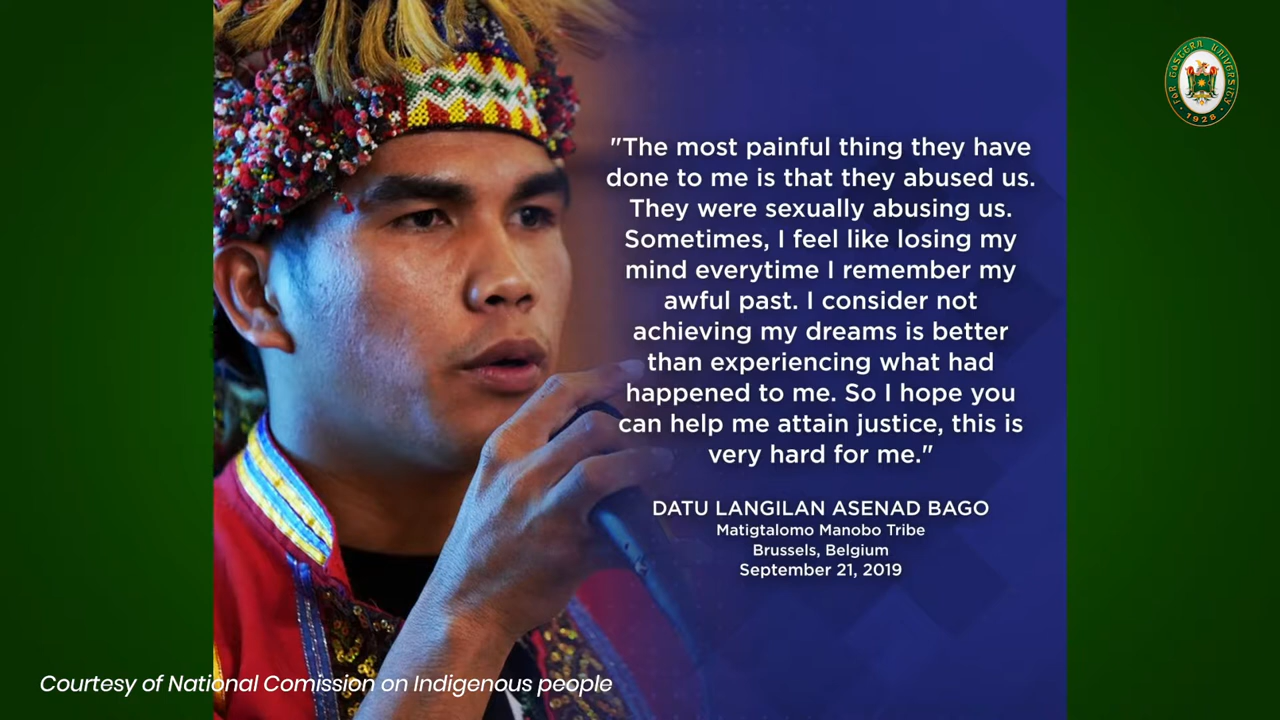 "The most painful thing they have
done to me is that they abused us.
They were sexually abusing us.
Sometimes, I feel like losing my
mind everytime I remember my
awful past. I consider not
achieving my dreams is better
than experiencing what had
happened to me. So I hope you
can help me attain justice, this is
very hard for me."
DATU LANGILAN ASENAD BAGO
Matigtalomo Manobo Tribe
Brussels, Belgium
September 21, 2019
Courtesy of National Comission on Indigenous people
FAR EASTERN UNIVERSITY
1928